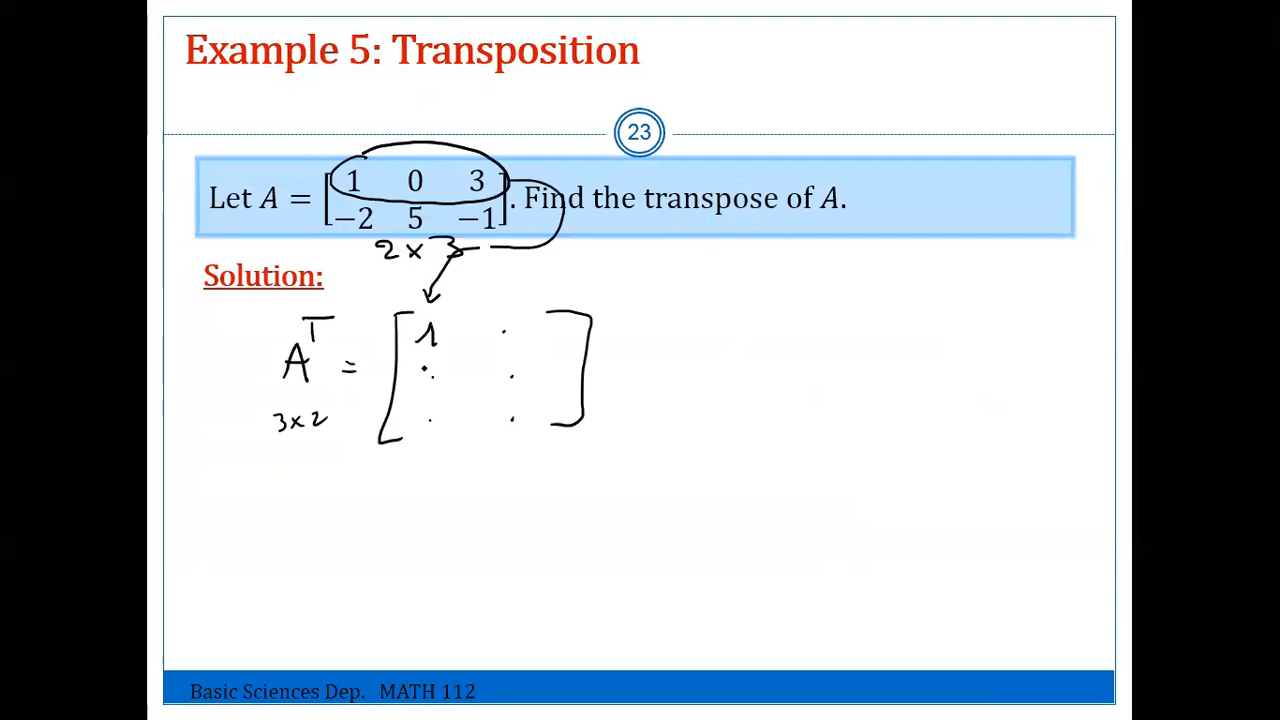 Example 5: Transposition
23
Let A = [1 0 3
−2 5 −1]. Find the transpose of A.
2 × 3
Solution:
A^T = [1 .
. .
. .]
3×2
Basic Sciences Dep. MATH 112